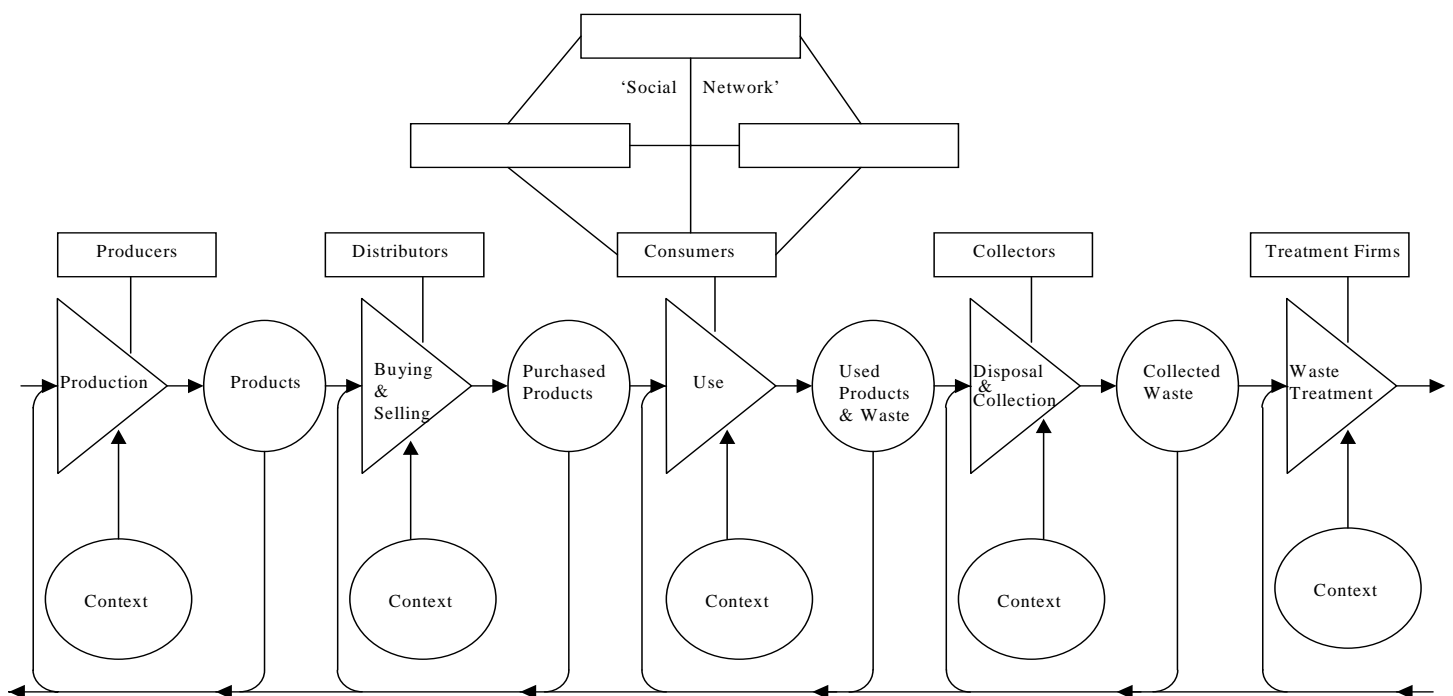 ‘Social Network’
Producers
Distributors
Consumers
Collectors
Treatment Firms
Production
Products
Buying
&
Selling
Purchased
Products
Use
Used
Products
& Waste
Disposal
&
Collection
Collected
Waste
Waste
Treatment
Context
Context
Context
Context
Context